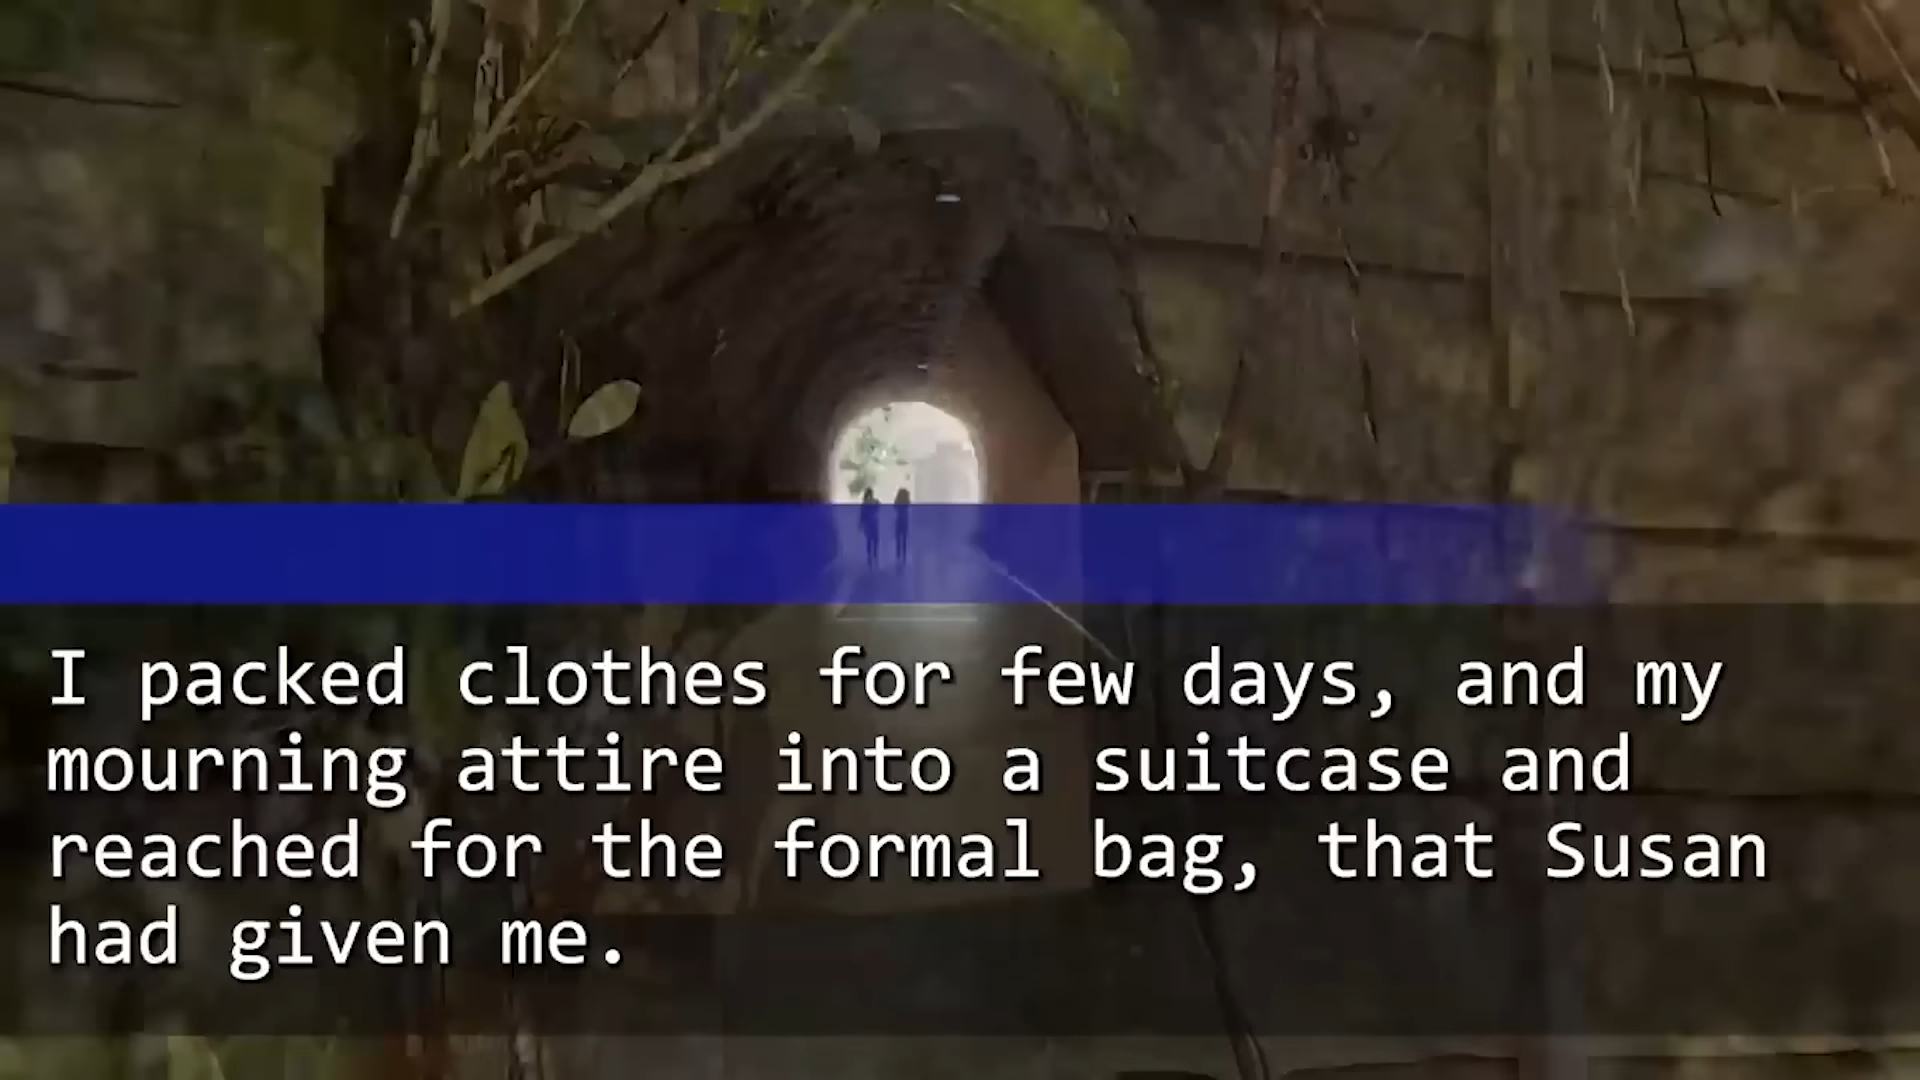 I packed clothes for few days, and my
mourning attire into a suitcase and
reached for the formal bag, that Susan
had given me.